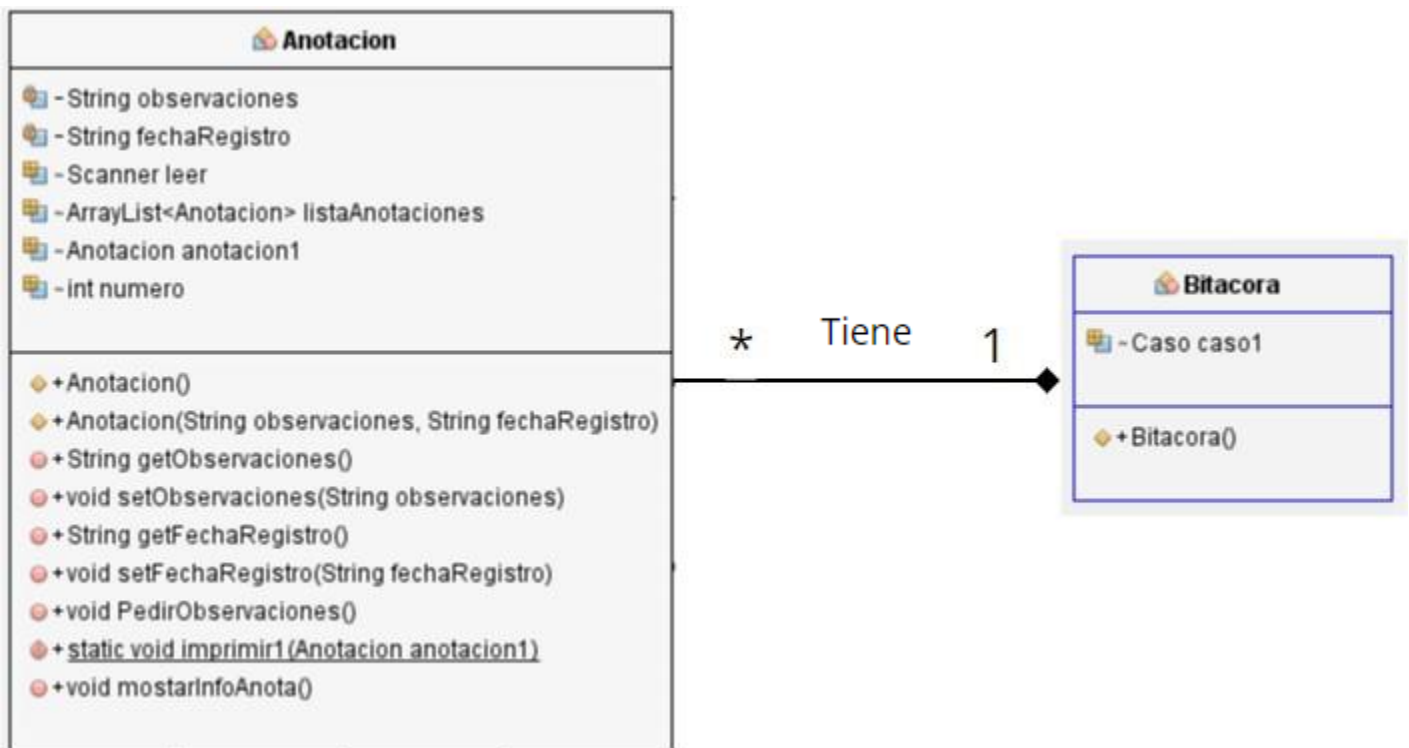 Anotacion
-String observaciones
-String fechaRegistro
~Scanner leer
~ArrayList<Anotacion> listaAnotaciones
~Anotacion anotacion1
~int numero
+Anotacion()
+Anotacion(String observaciones, String fechaRegistro)
+String getObservaciones()
+void setObservaciones(String observaciones)
+String getFechaRegistro()
+void setFechaRegistro(String fechaRegistro)
+void PedirObservaciones()
+static void imprimir1(Anotacion anotacion1)
+void mostarInfoAnota()
* Tiene 1
Bitacora
~Caso caso1
+Bitacora()